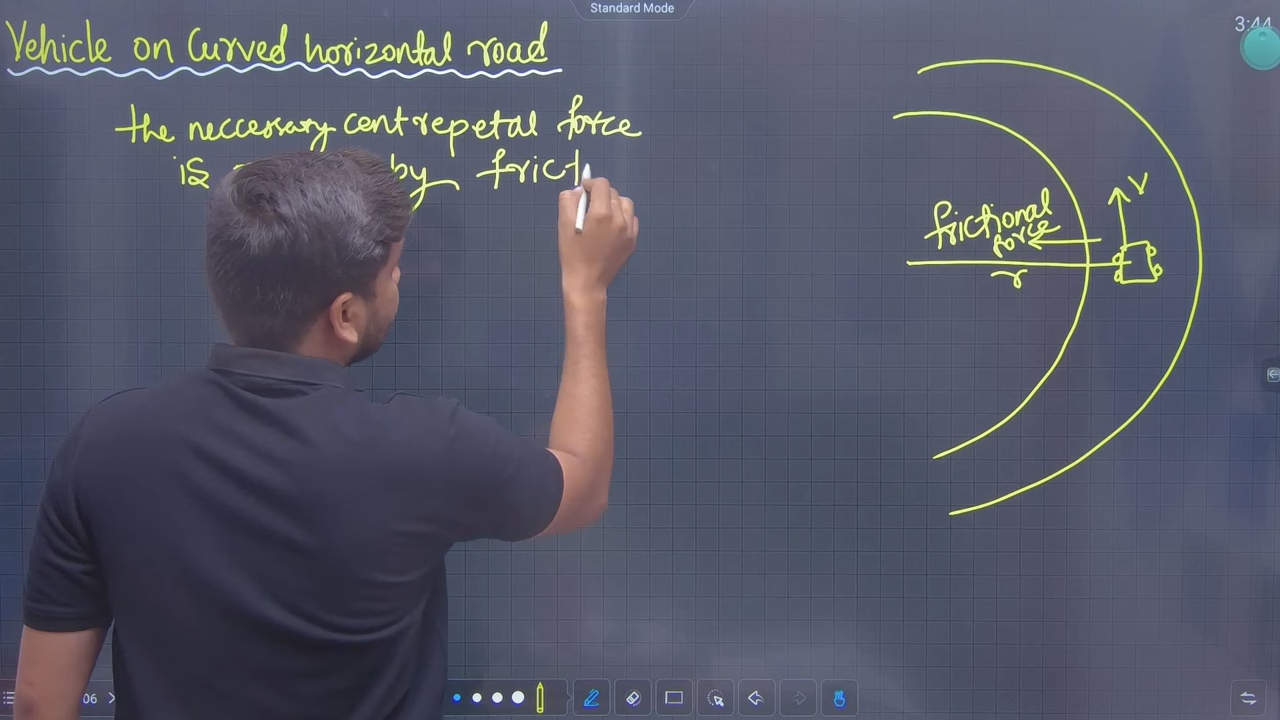 Standard Mode
3:44
Vehicle on Curved horizontal road
the neccessary centrepetal force
is by frict
V
frictional
force
r
06